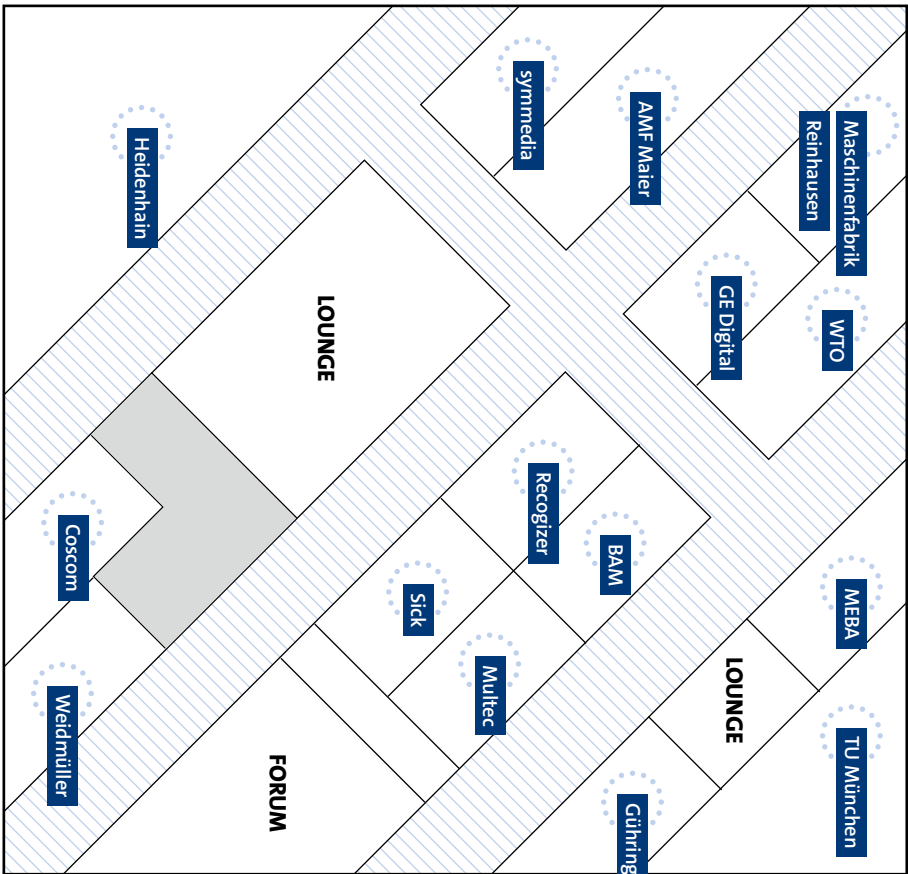 symmedia
AMF Maier
Maschinenfabrik
Reinhausen
Heidenhain
GE Digital
WTO
LOUNGE
Recogizer
BAM
Coscom
Sick
MEBA
Multec
LOUNGE
Weidmüller
TU München
FORUM
Gühring